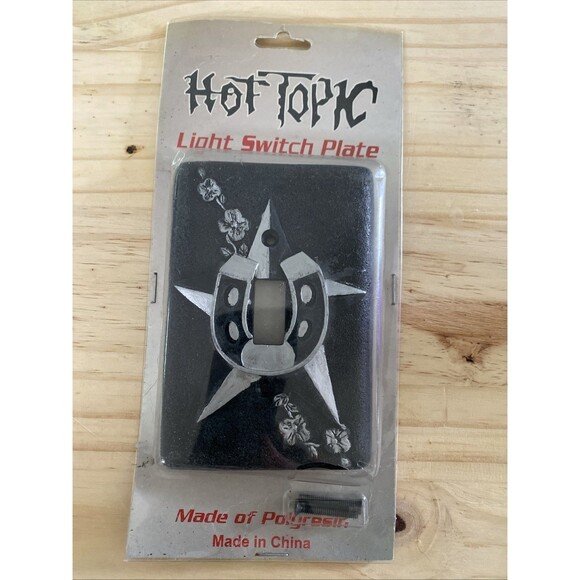 Hot Topic
Light Switch Plate
Made of Polyresin
Made in China